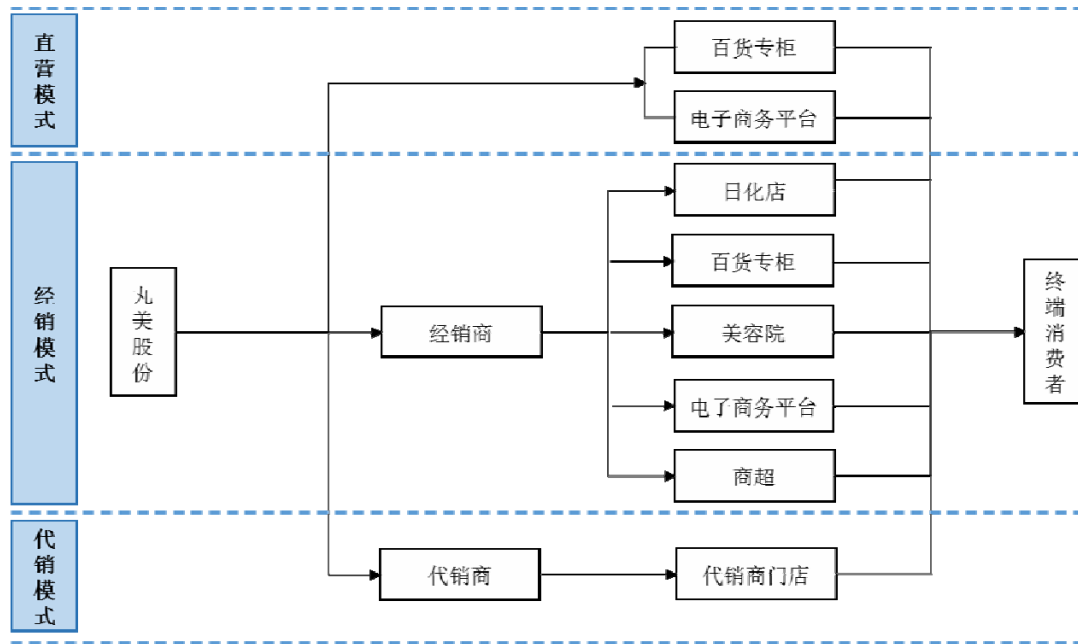 直营模式
百货专柜
电子商务平台
经销模式
丸美股份
经销商
日化店
百货专柜
美容院
电了商务平台
商超
终端消费者
代销模式
代销商
代销商门店